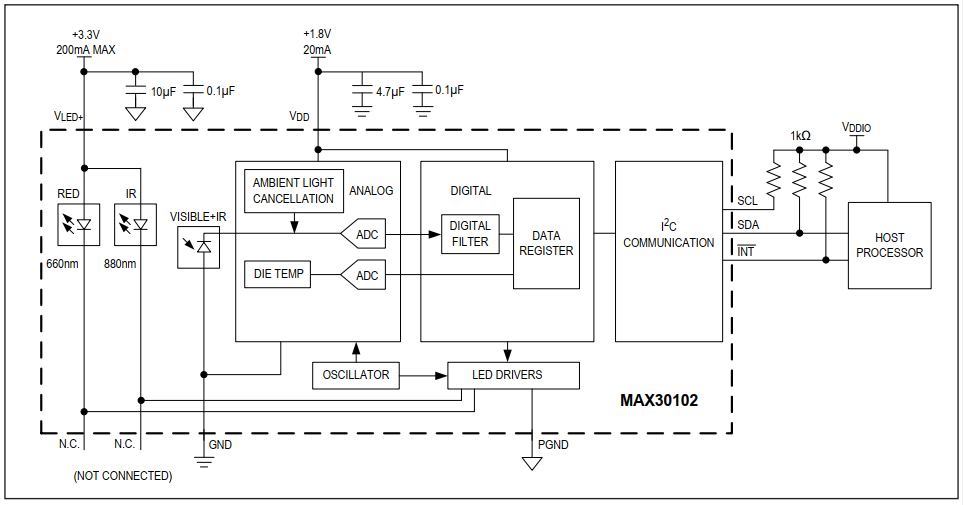 +3.3V
200mA MAX
+1.8V
20mA
10µF
0.1µF
4.7µF
0.1µF
VLED+
VDD
1kΩ
VDDIO
RED
IR
VISIBLE+IR
660nm
880nm
AMBIENT LIGHT
CANCELLATION
ANALOG
ADC
DIE TEMP
ADC
DIGITAL
DIGITAL
FILTER
DATA
REGISTER
I2C
COMMUNICATION
SCL
SDA
INT
HOST
PROCESSOR
OSCILLATOR
LED DRIVERS
MAX30102
N.C.
N.C.
GND
PGND
(NOT CONNECTED)